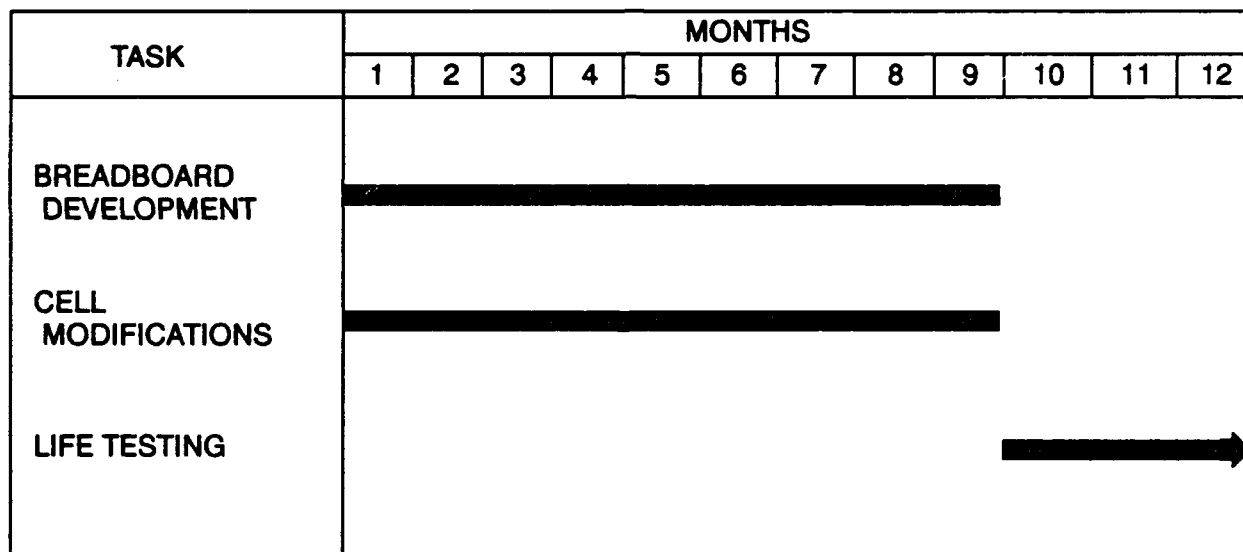 TASK
MONTHS
1 2 3 4 5 6 7 8 9 10 11 12
BREADBOARD
DEVELOPMENT
CELL
MODIFICATIONS
LIFE TESTING